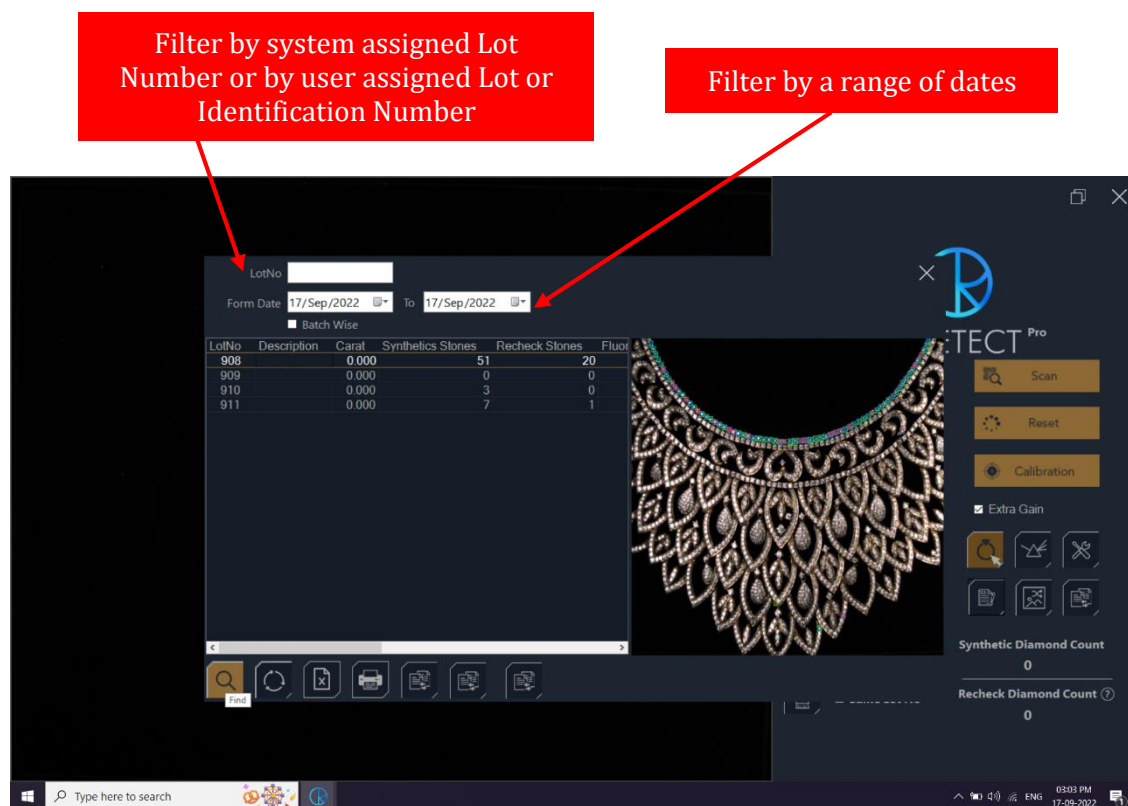 Filter by system assigned Lot
Number or by user assigned Lot or
Identification Number
Filter by a range of dates
LotNo
Form Date 17/Sep/2022 To 17/Sep/2022
Batch Wise
LotNo Description Carat Synthetics Stones Recheck Stones Fluor
908 0.000 51 20
909 0.000 0 0
910 0.000 3 0
911 0.000 7 1
Find
TECT Pro
Scan
Reset
Calibration
Extra Gain
Synthetic Diamond Count
0
Recheck Diamond Count ?
0
Type here to search
ENG
03:03 PM
17-09-2022
1